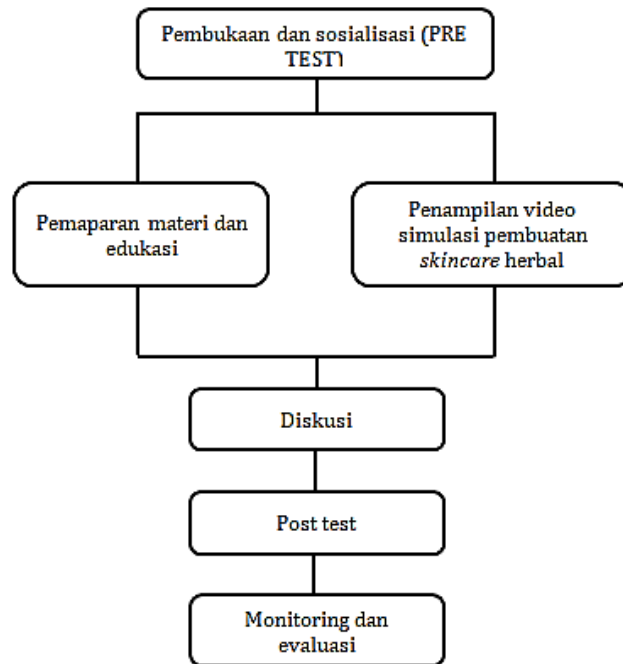 Pembukaan dan sosialisasi (PRE
TEST)
Pemaparan materi dan
edukasi
Penampilan video
simulasi pembuatan
skincare herbal
Diskusi
Post test
Monitoring dan
evaluasi